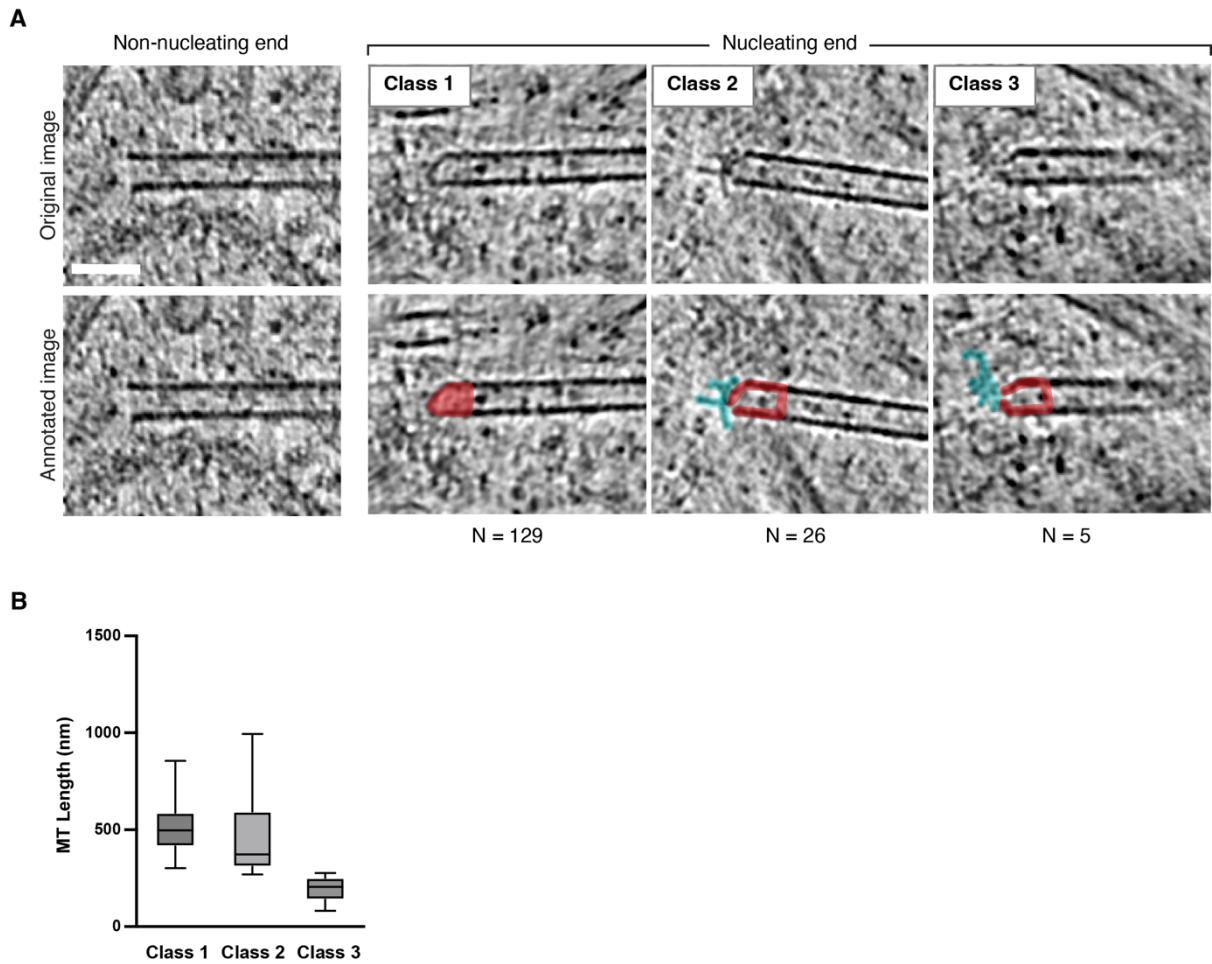 A
Non-nucleating end
Nucleating end
Original image
Class 1
Class 2
Class 3
Annotated image
N = 129
N = 26
N = 5
B
MT Length (nm)
1500
1000
500
0
Class 1 Class 2 Class 3